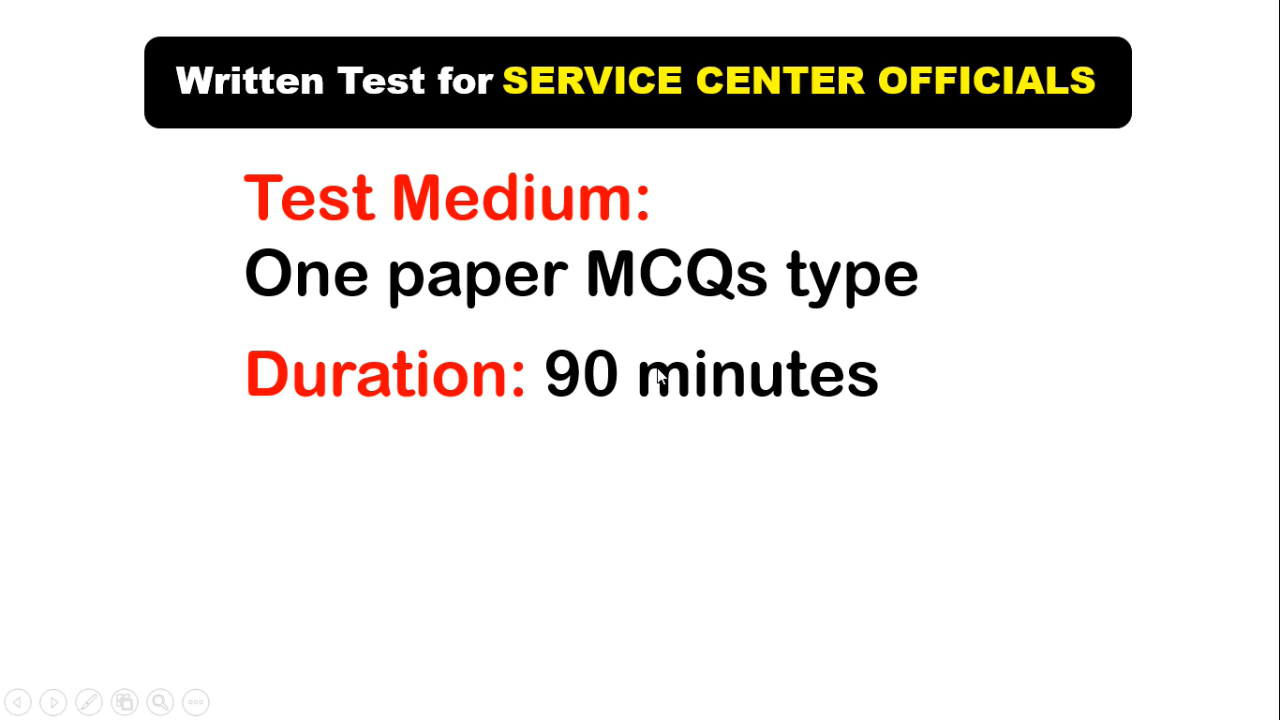 Written Test for SERVICE CENTER OFFICIALS
Test Medium:
One paper MCQs type
Duration: 90 minutes